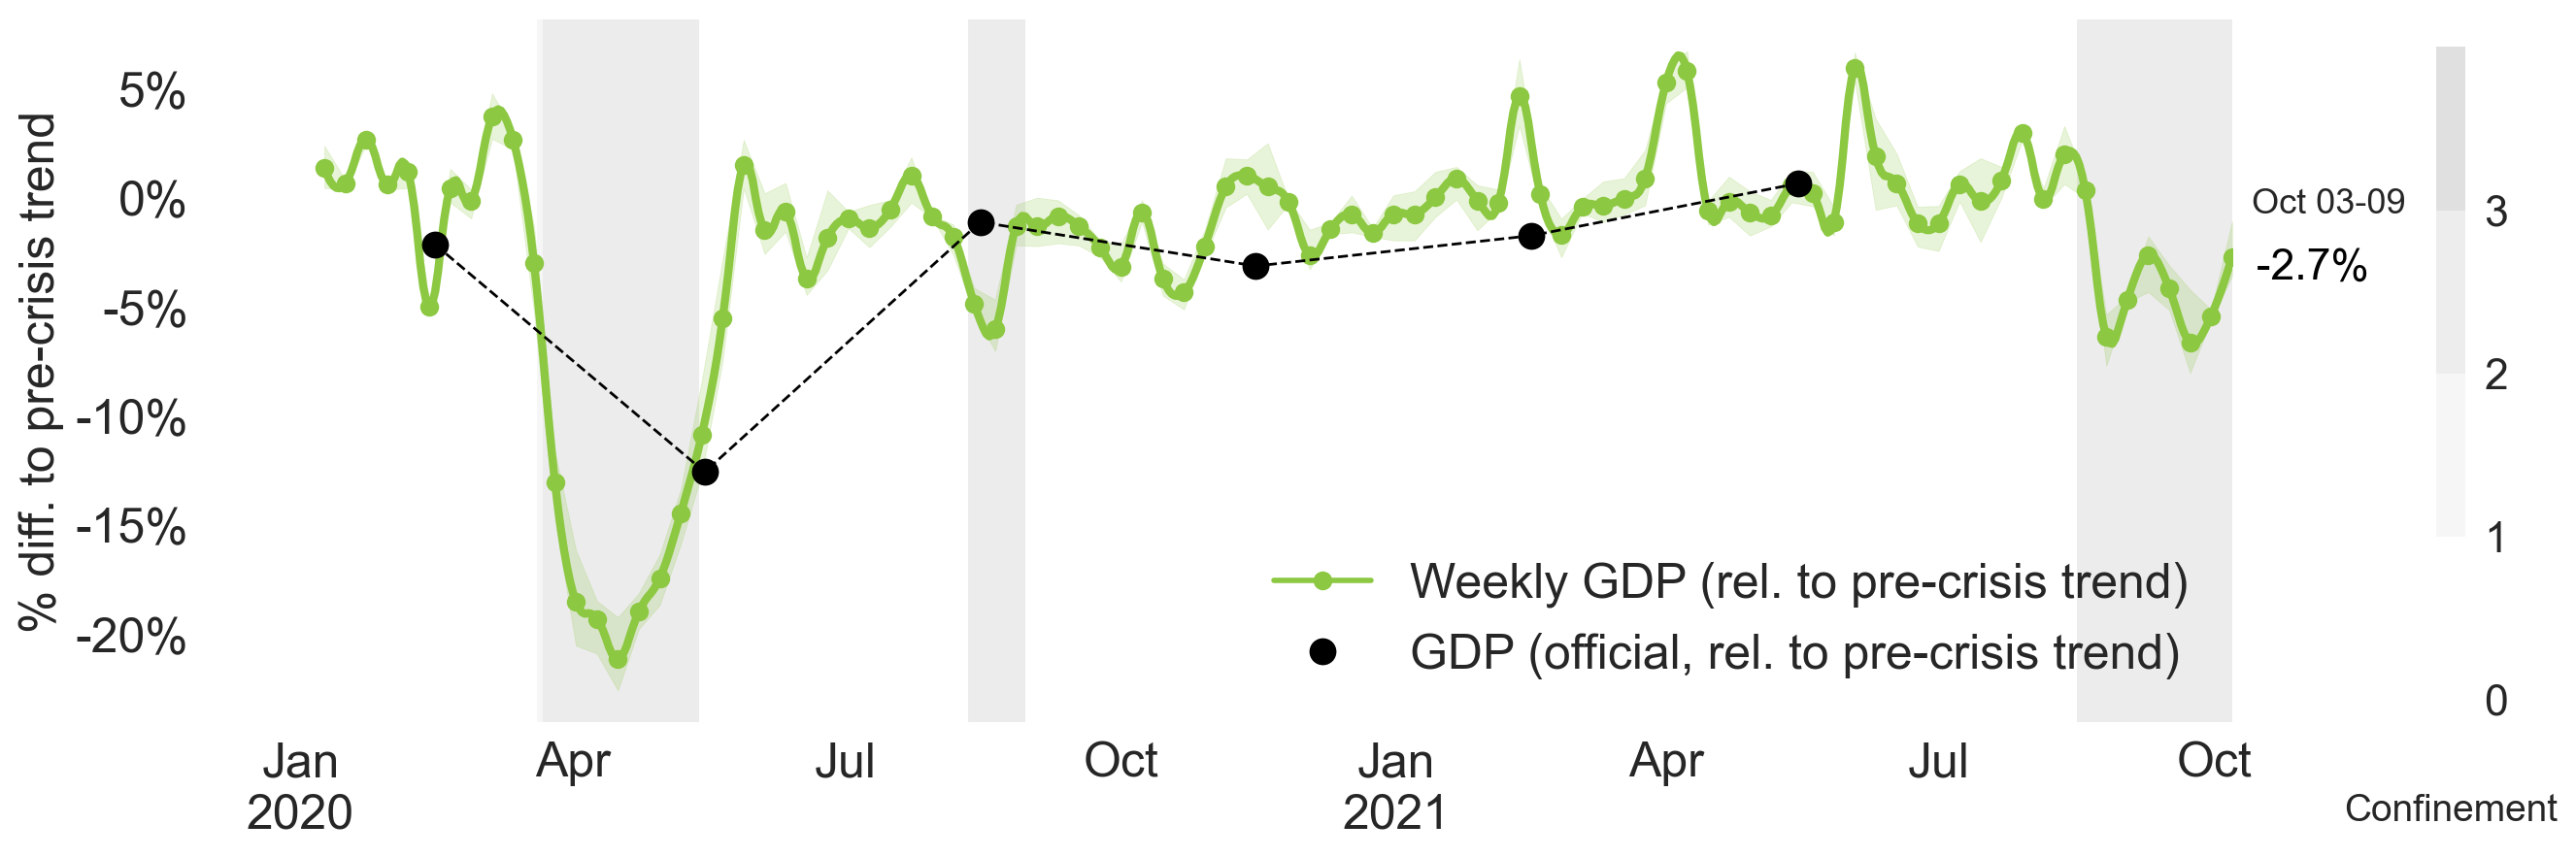 % diff. to pre-crisis trend
5%
0%
-5%
-10%
-15%
-20%
Jan
2020
Apr
Jul
Oct
Jan
2021
Apr
Jul
Oct
Weekly GDP (rel. to pre-crisis trend)
GDP (official, rel. to pre-crisis trend)
Oct 03-09
-2.7%
3
2
1
0
Confinement